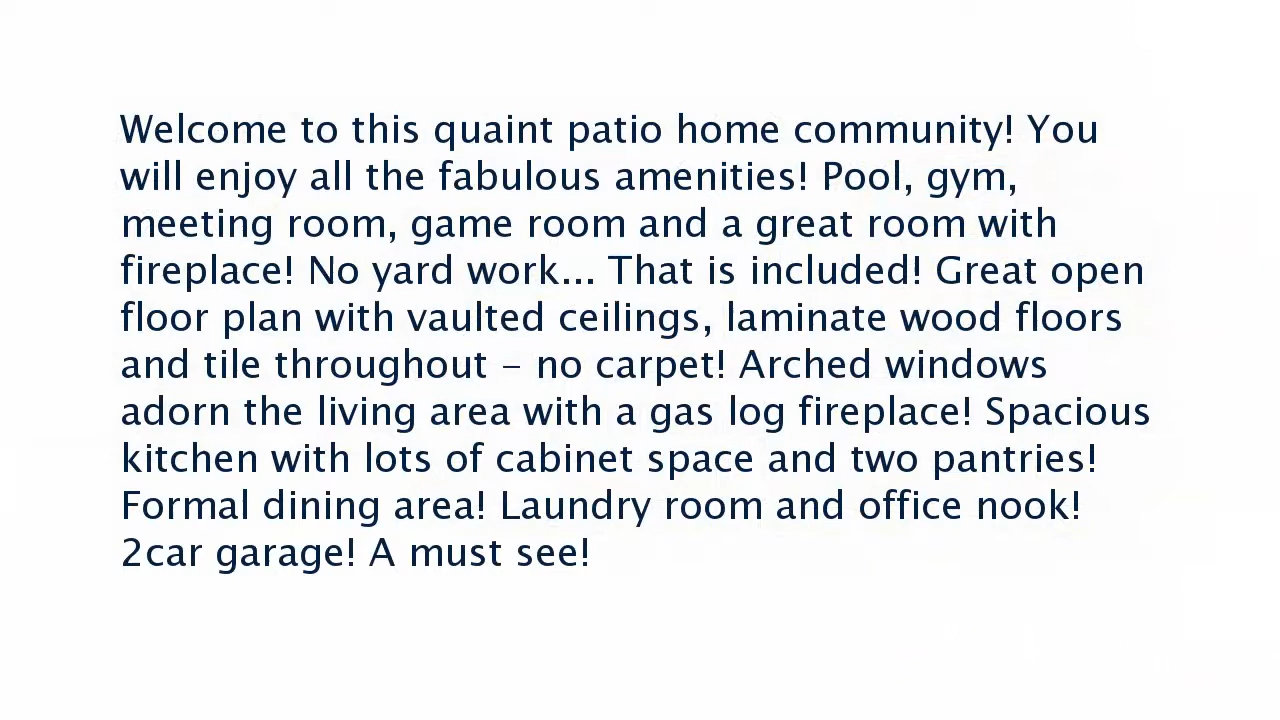 Welcome to this quaint patio home community! You
will enjoy all the fabulous amenities! Pool, gym,
meeting room, game room and a great room with
fireplace! No yard work... That is included! Great open
floor plan with vaulted ceilings, laminate wood floors
and tile throughout – no carpet! Arched windows
adorn the living area with a gas log fireplace! Spacious
kitchen with lots of cabinet space and two pantries!
Formal dining area! Laundry room and office nook!
2car garage! A must see!